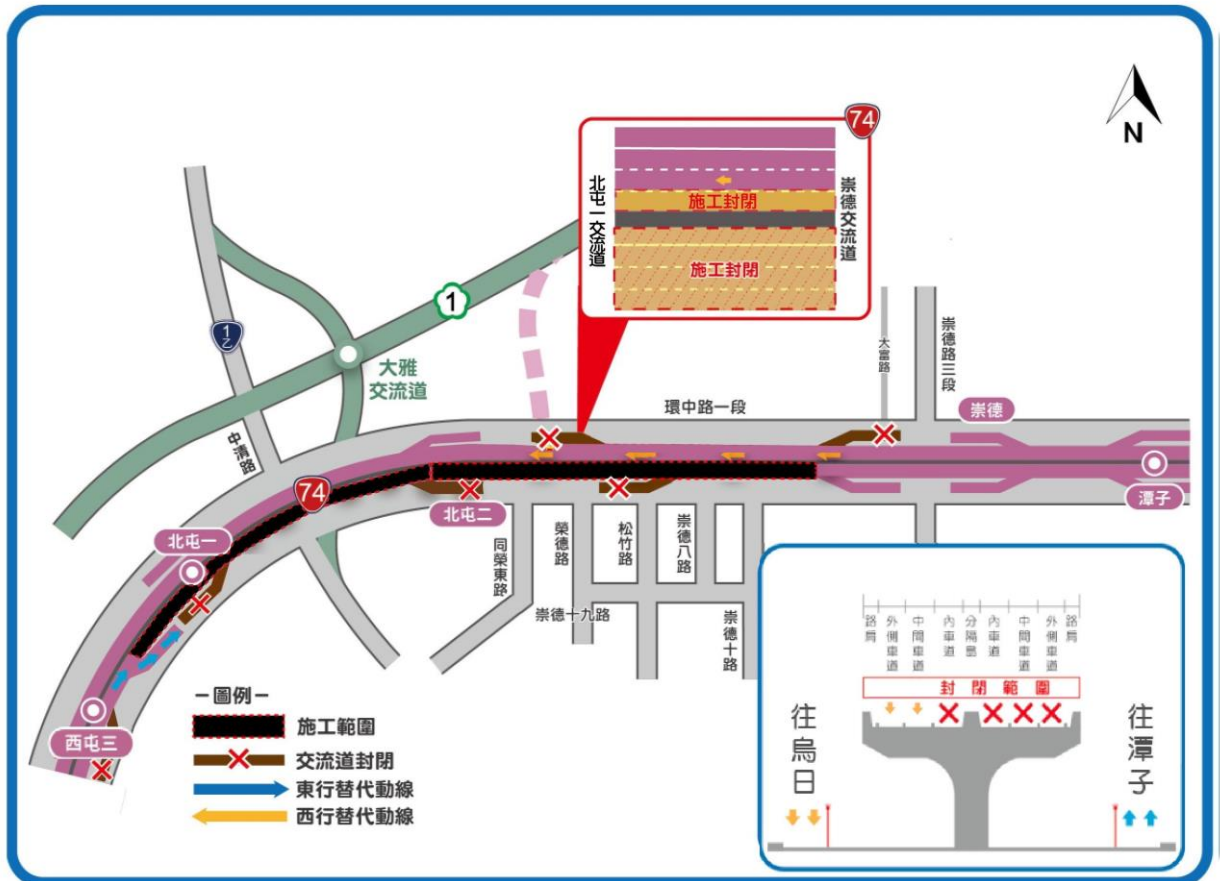 N
74
北屯一交流道
施工封閉
施工封閉
崇德交流道
1
1
乙
大雅
交流道
中清路
環中路一段
大富路
崇德路三段
崇德
潭子
74
北屯一
北屯二
西屯三
同榮東路
榮德路
松竹路
崇德八路
崇德十九路
崇德十路
－圖例－
施工範圍
交流道封閉
東行替代動線
西行替代動線
路肩
外側車道
中間車道
內車道
分隔島
內車道
中間車道
外側車道
路肩
封閉範圍
往烏日
往潭子